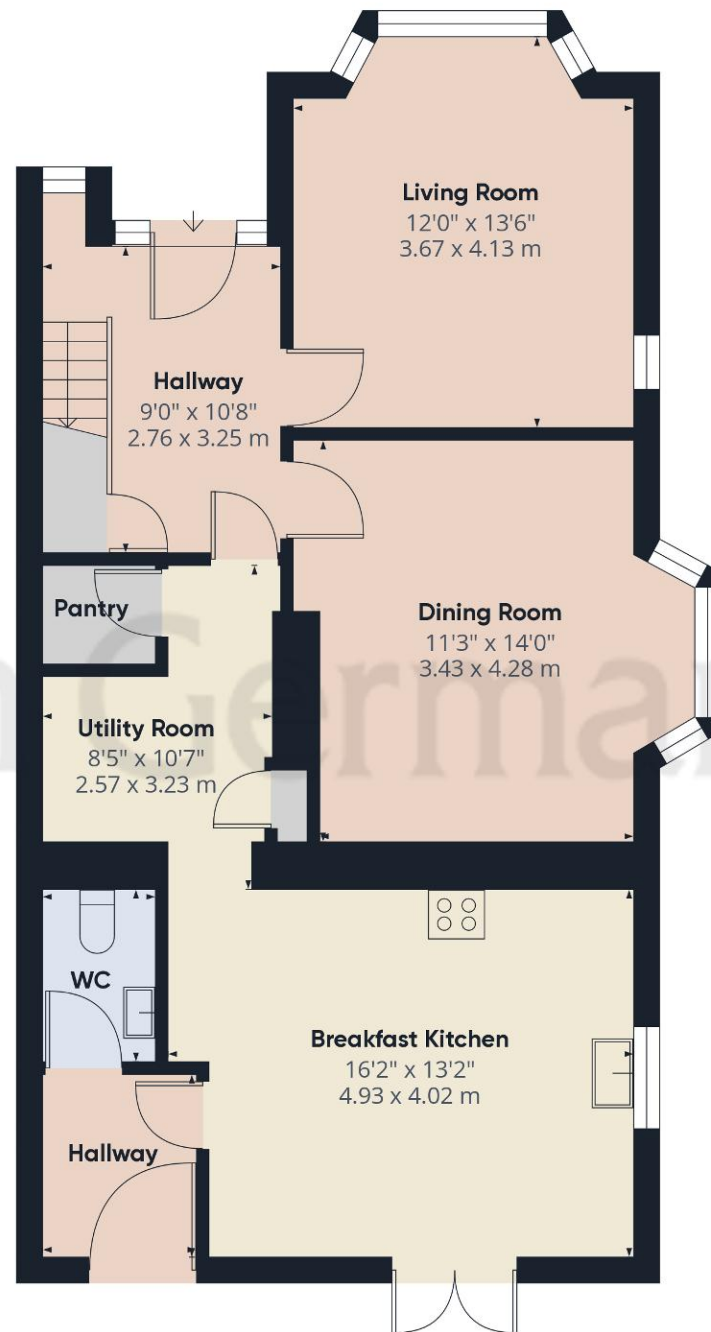 Living Room
12'0" x 13'6"
3.67 x 4.13 m
Hallway
9'0" x 10'8"
2.76 x 3.25 m
Pantry
Dining Room
11'3" x 14'0"
3.43 x 4.28 m
Utility Room
8'5" x 10'7"
2.57 x 3.23 m
WC
Breakfast Kitchen
16'2" x 13'2"
4.93 x 4.02 m
Hallway